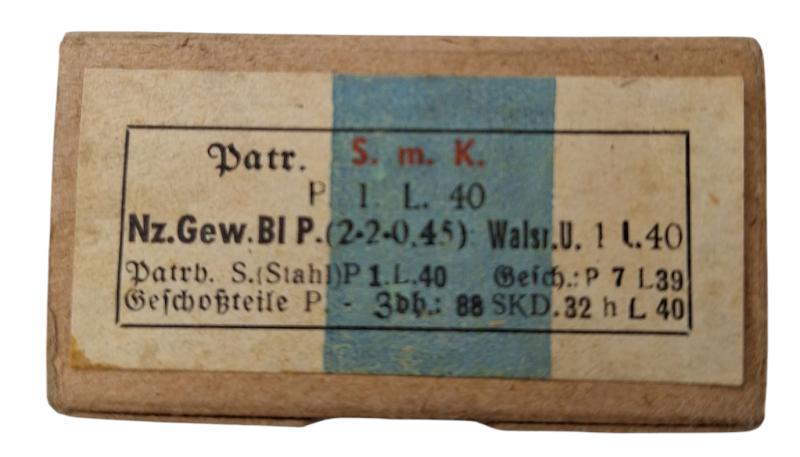 Patr. S. m. K.
P. 1. L. 40
Nz.Gew.Bl P.(2·2·0,45) Walsr.U. 1 L.40
Patrh. S.(Stahl)P 1.L.40 Gesch.: P 7 L39
Geschoßteile P. - Zdh.: 88 SKD.32 h L 40